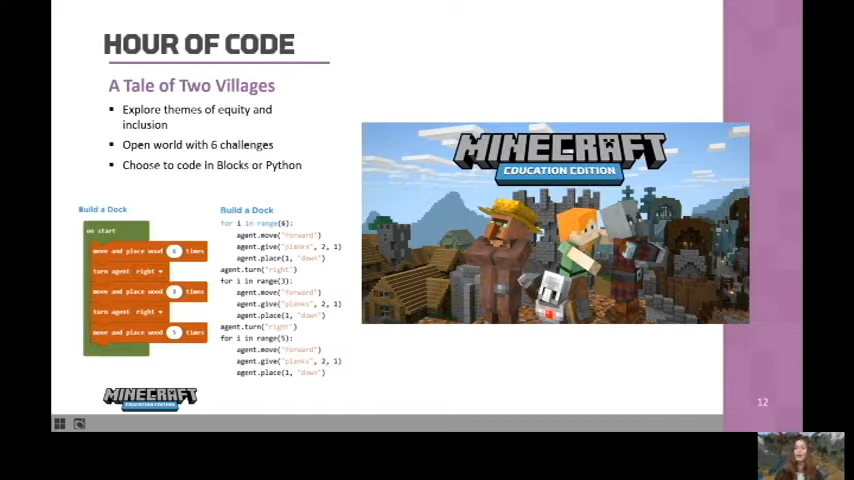 HOUR OF CODE
A Tale of Two Villages
▪ Explore themes of equity and
inclusion
▪ Open world with 6 challenges
▪ Choose to code in Blocks or Python
MINECRAFT
EDUCATION EDITION
Build a Dock
on start
move and place wood 6 times
turn agent right
move and place wood 3 times
turn agent right
move and place wood 5 times
Build a Dock
for i in range(6):
agent.move("forward")
agent.give("planks", 2, 1)
agent.place(1, "down")
agent.turn("right")
for i in range(3):
agent.move("forward")
agent.give("planks", 2, 1)
agent.place(1, "down")
agent.turn("right")
for i in range(5):
agent.move("forward")
agent.give("planks", 2, 1)
agent.place(1, "down")
MINECRAFT
EDUCATION EDITION
12